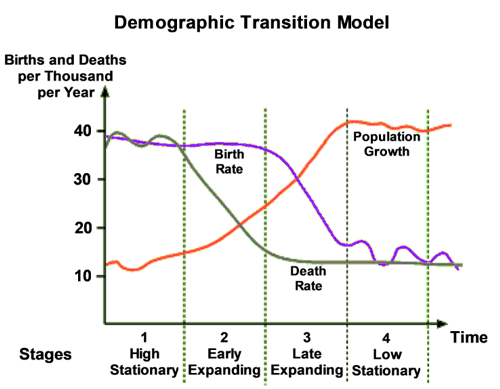 Demographic Transition Model
Births and Deaths
per Thousand
per Year
40
30
20
10
Birth
Rate
Population
Growth
Death
Rate
Time
Stages
1
High
Stationary
2
Early
Expanding
3
Late
Expanding
4
Low
Stationary